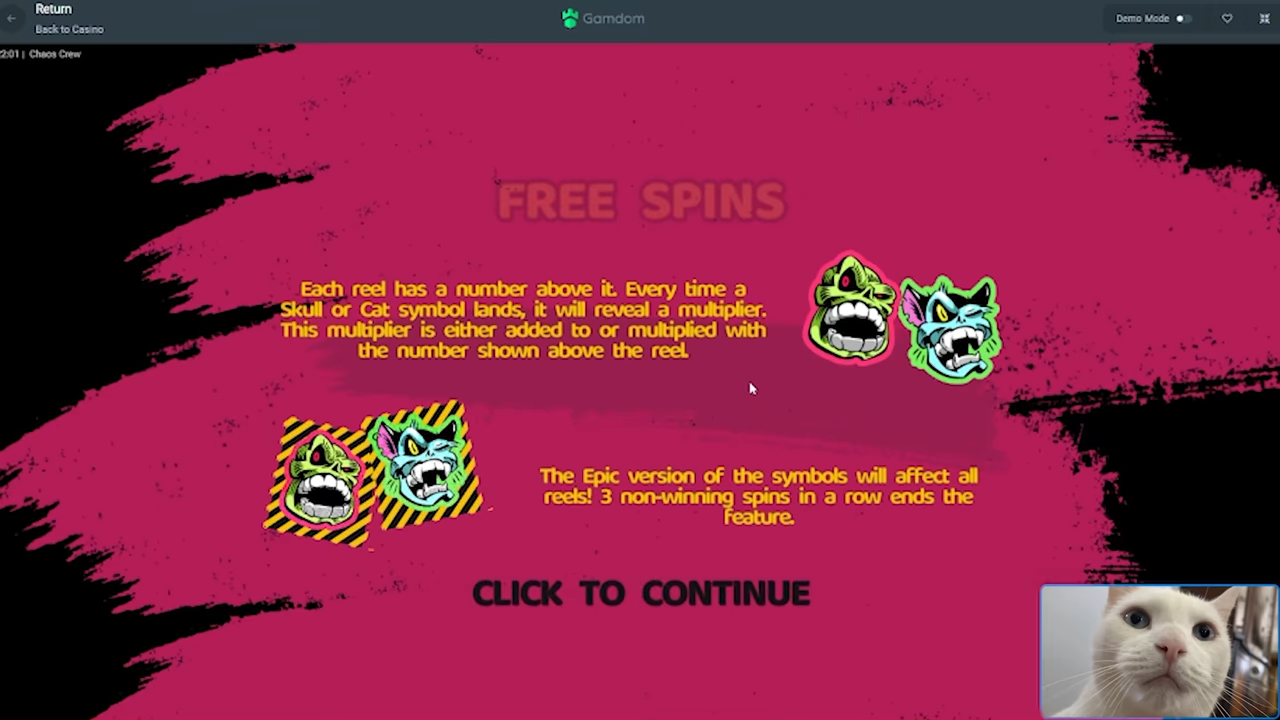 Return
Back to Casino
Gamdom
Demo Mode
2:01 | Chaos Crew
FREE SPINS
Each reel has a number above it. Every time a
Skull or Cat symbol lands, it will reveal a multiplier.
This multiplier is either added to or multiplied with
the number shown above the reel.
The Epic version of the symbols will affect all
reels! 3 non-winning spins in a row ends the
feature.
CLICK TO CONTINUE